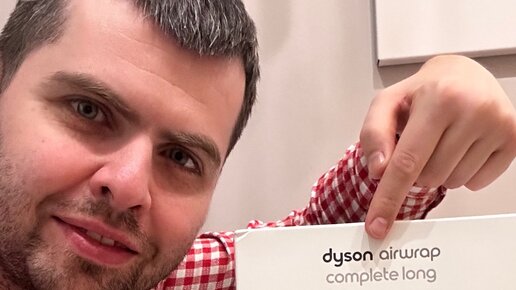 dyson airwrap
complete long